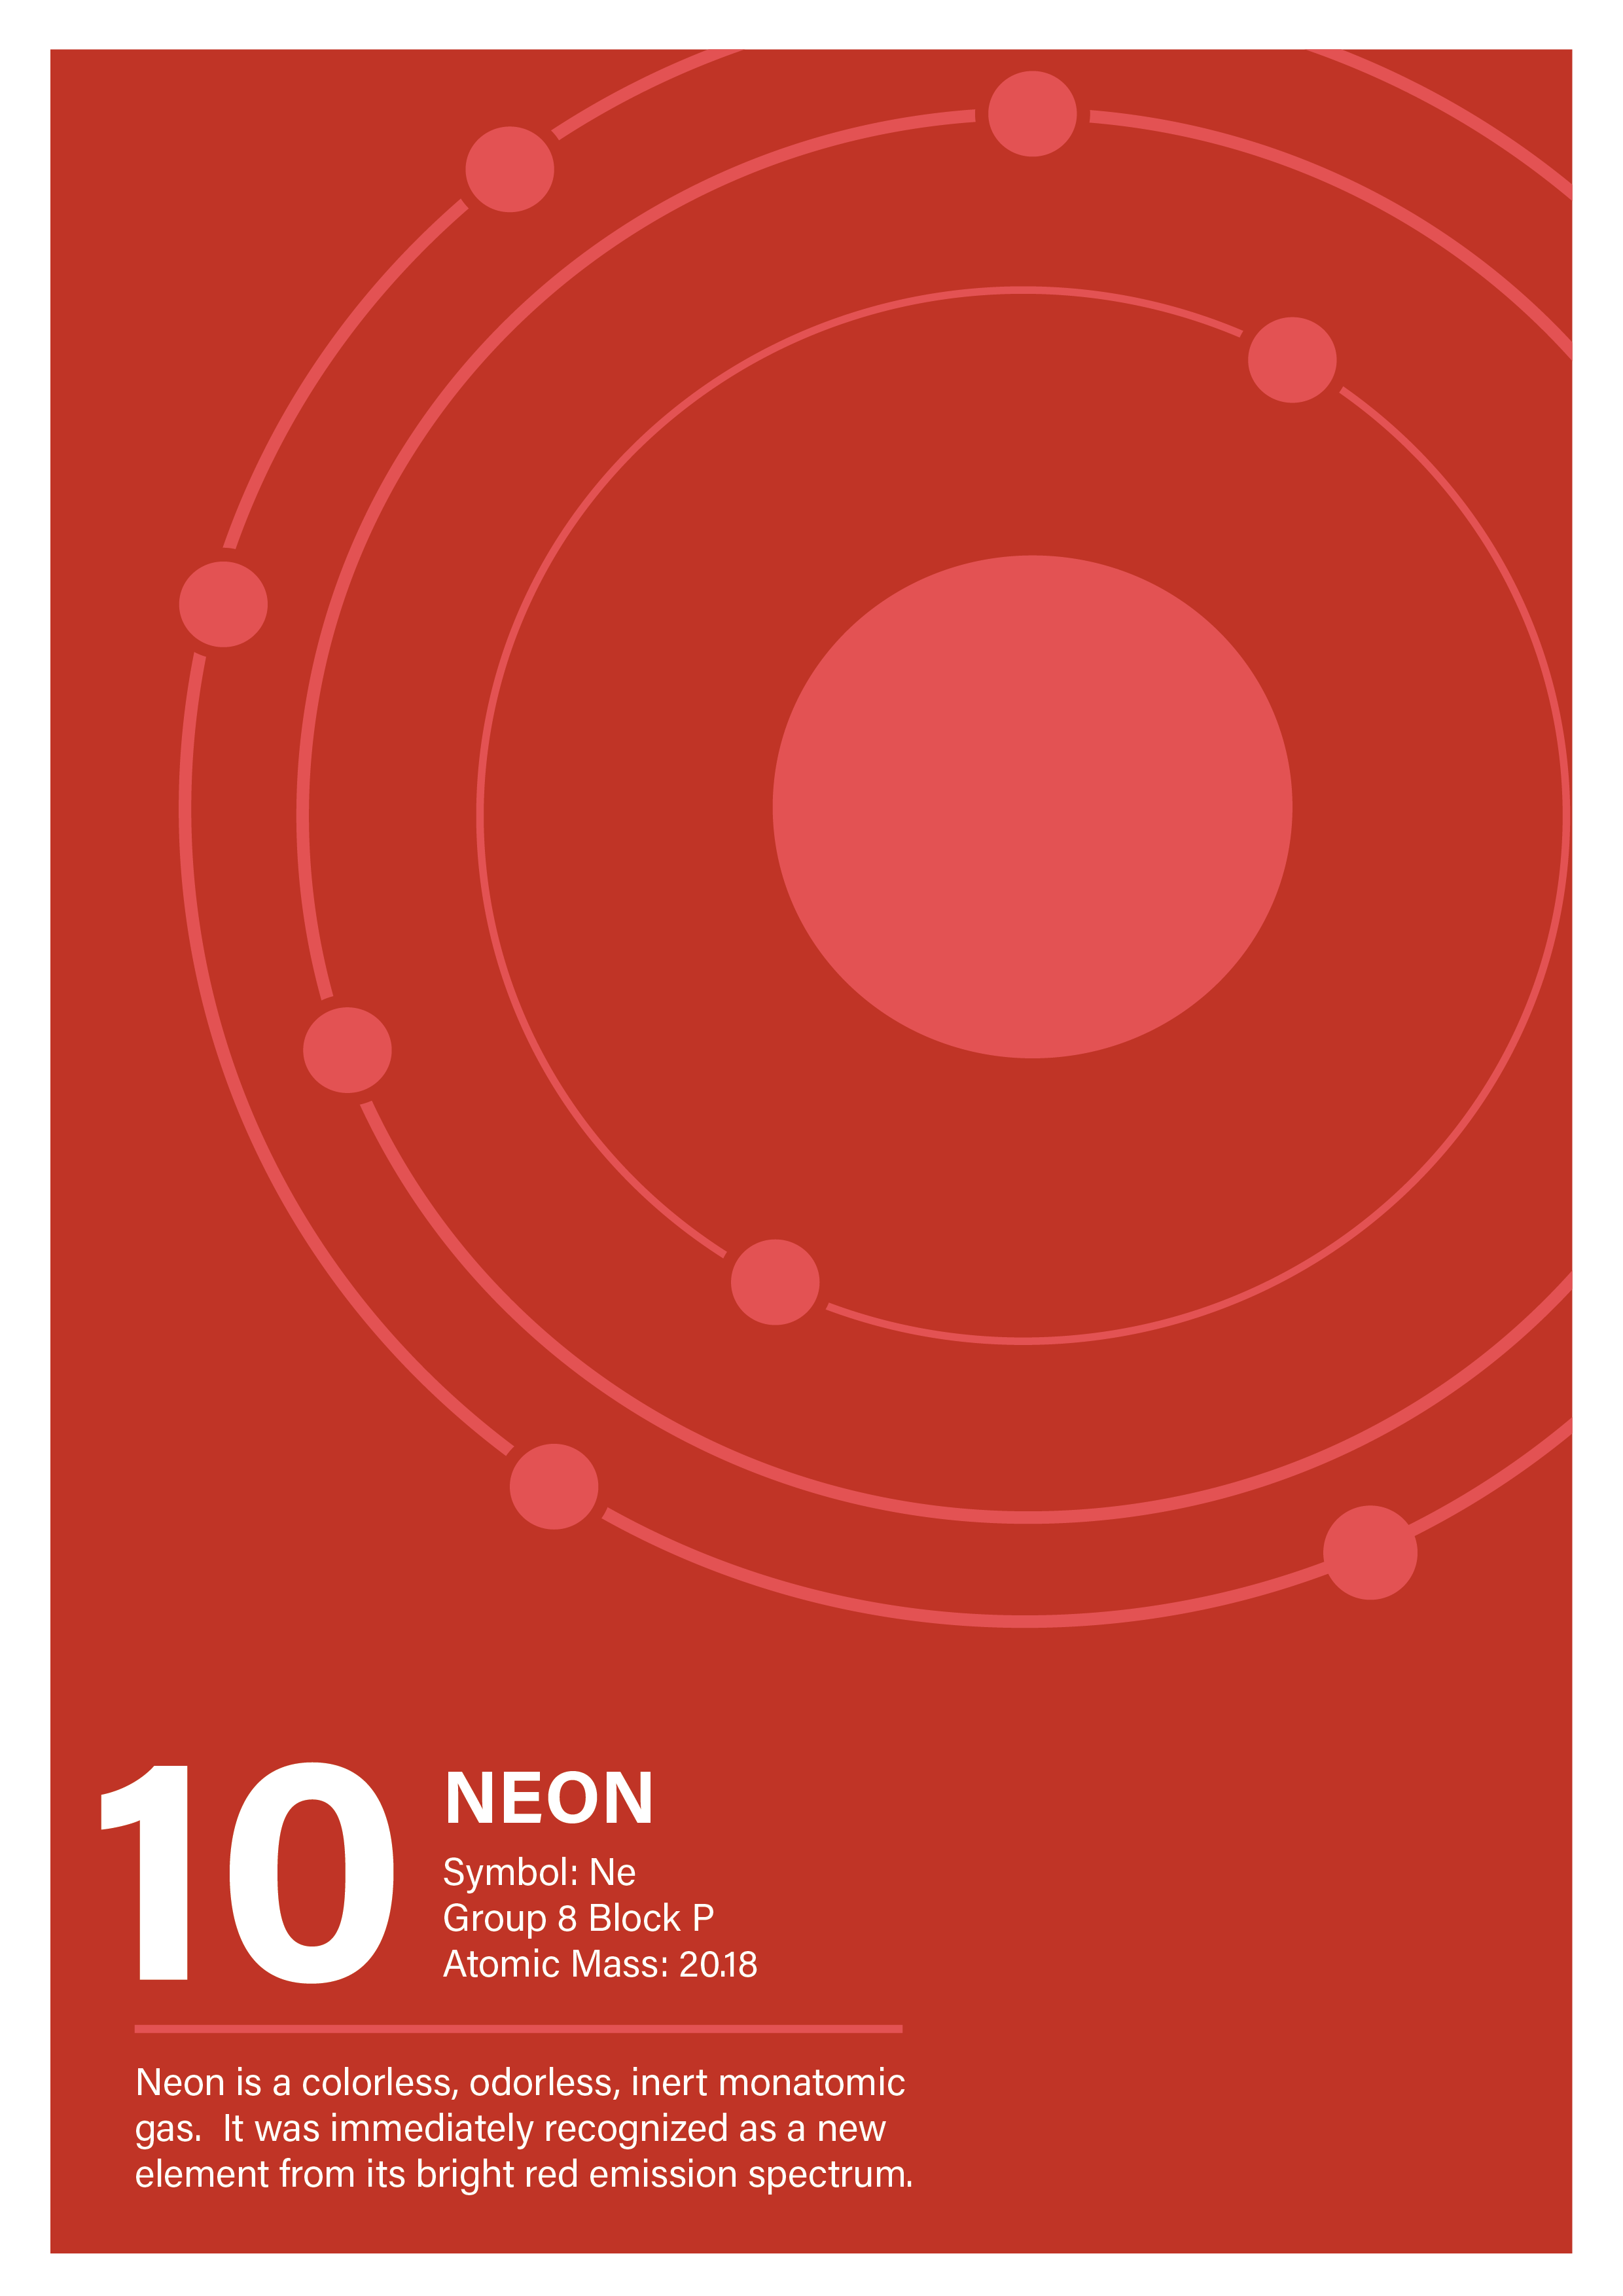 10
NEON
Symbol: Ne
Group 8 Block P
Atomic Mass: 20.18
Neon is a colorless, odorless, inert monatomic
gas.  It was immediately recognized as a new
element from its bright red emission spectrum.